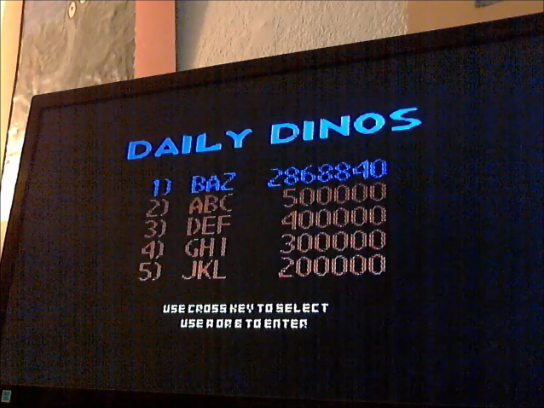 DAILY DINOS
1) BAZ 2868840
2) ABC 500000
3) DEF 400000
4) GHI 300000
5) JKL 200000
USE CROSS KEY TO SELECT
USE A OR B TO ENTER